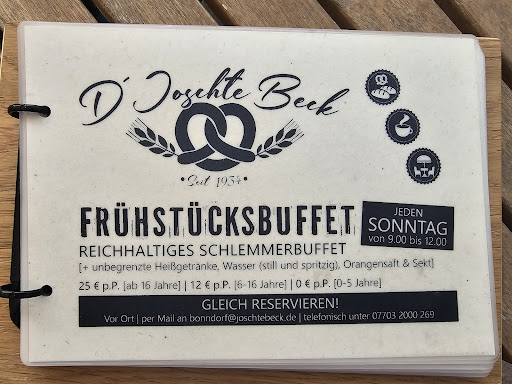 D' Joschte Beck
• Seit 1934 •
FRÜHSTÜCKSBUFFET
JEDEN
SONNTAG
von 9.00 bis 12.00
REICHHALTIGES SCHLEMMERBUFFET
[+ unbegrenzte Heißgetränke, Wasser (still und spritzig), Orangensaft & Sekt]
25 € p.P. [ab 16 Jahre] | 12 € p.P. [6-16 Jahre] | 0 € p.P. [0-5 Jahre]
GLEICH RESERVIEREN!
Vor Ort | per Mail an bonndorf@joschtebeck.de | telefonisch unter 07703 2000 269